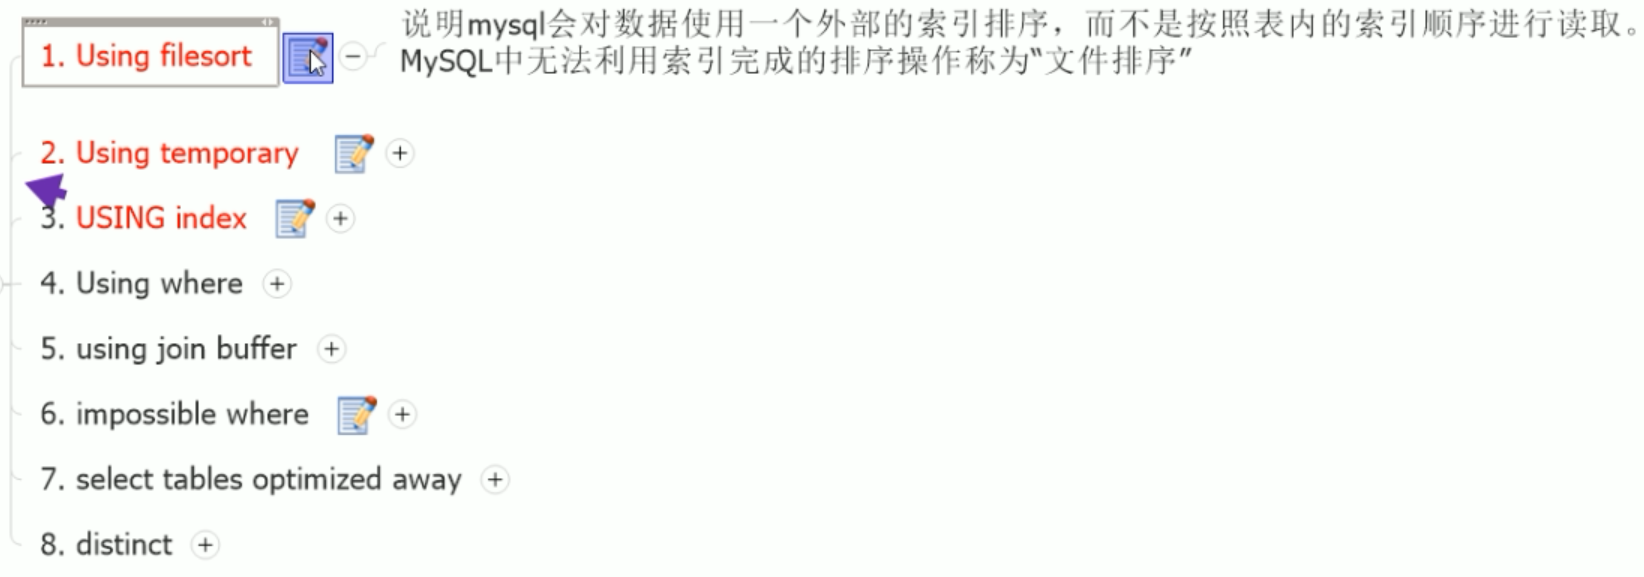 1. Using filesort
说明mysql会对数据使用一个外部的索引排序，而不是按照表内的索引顺序进行读取。
MySQL中无法利用索引完成的排序操作称为“文件排序”
2. Using temporary
3. USING index
4. Using where
5. using join buffer
6. impossible where
7. select tables optimized away
8. distinct